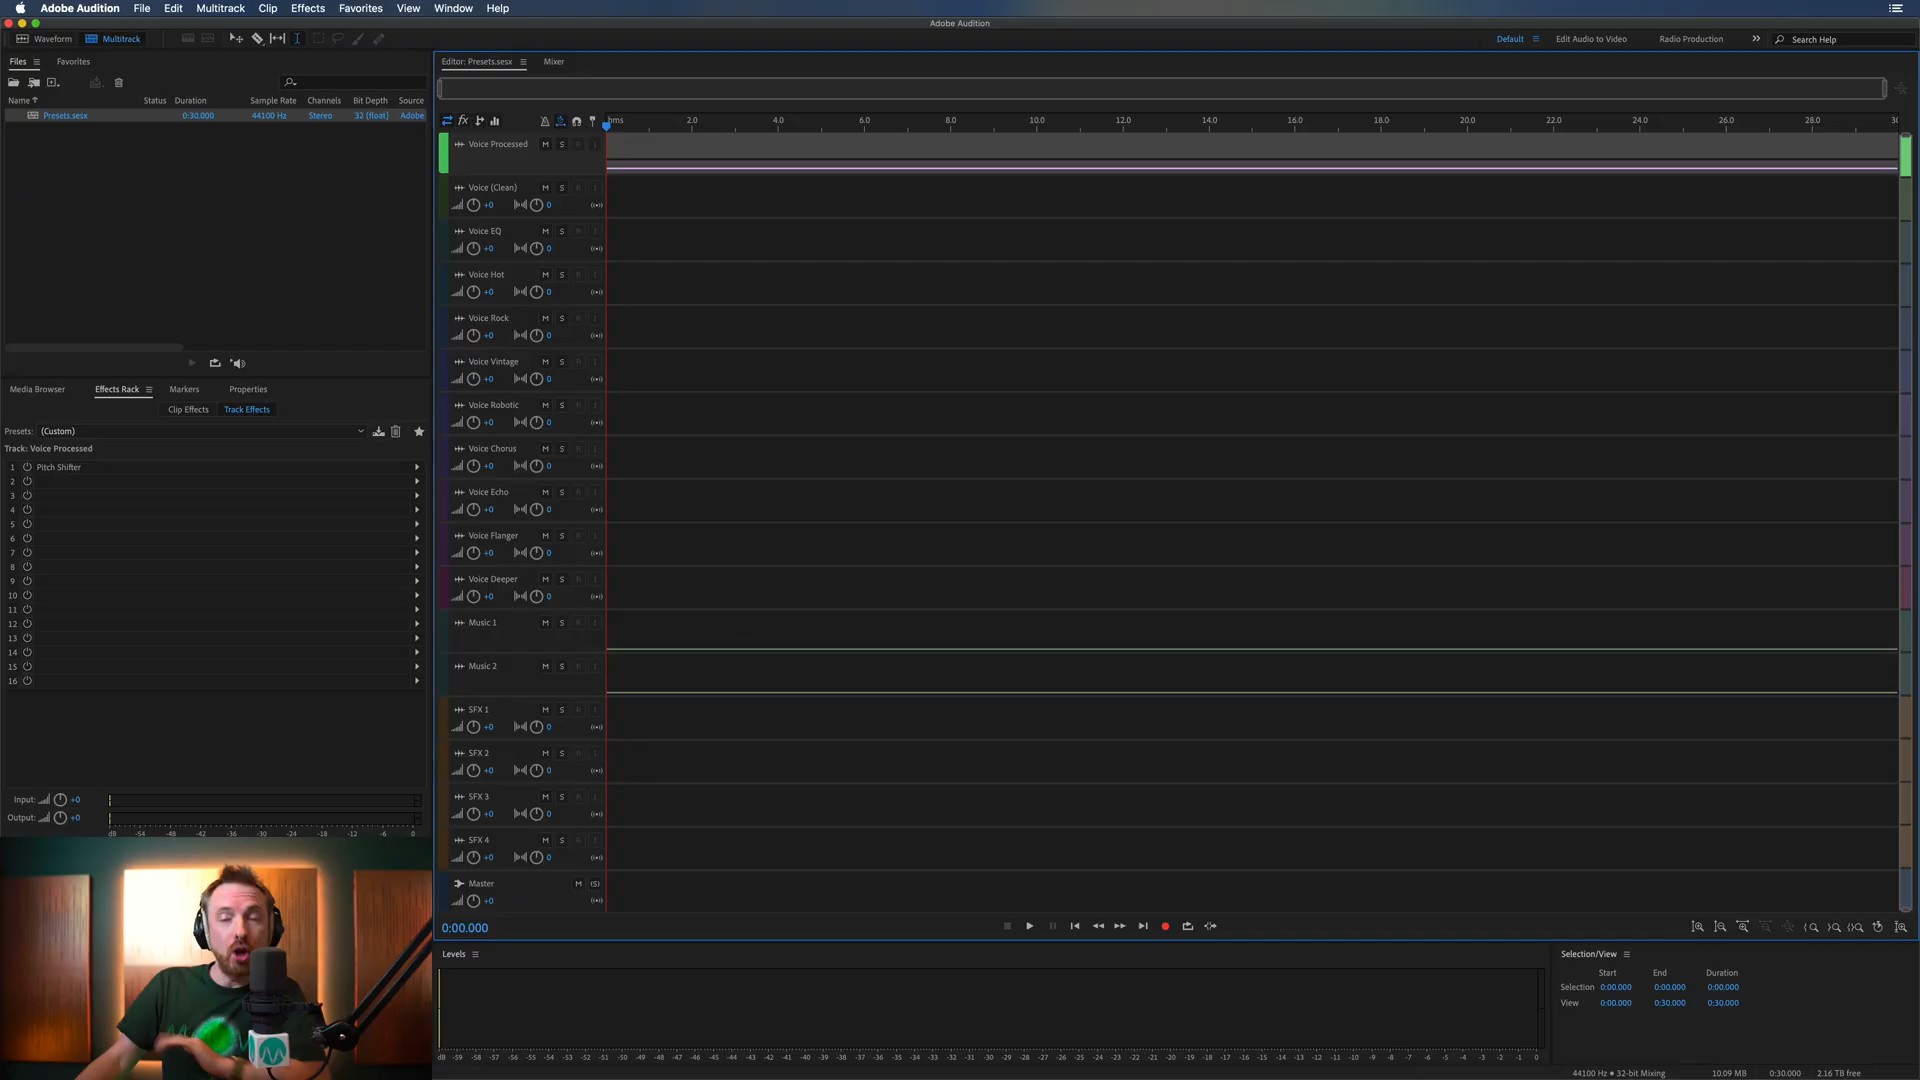 Adobe Audition File Edit Multitrack Clip Effects Favorites View Window Help
Adobe Audition
Waveform Multitrack
Default Edit Audio to Video Radio Production Search Help
Files Favorites
Name Status Duration Sample Rate Channels Bit Depth Source
Presets.sesx 0:30.000 44100 Hz Stereo 32 (float) Adobe
Media Browser Effects Rack Markers Properties
Clip Effects Track Effects
Presets: (Custom)
Track: Voice Processed
1 Pitch Shifter
2
3
4
5
6
7
8
9
10
11
12
13
14
15
16
Input: +0
Output: +0
dB -54 -48 -42 -36 -30 -24 -18 -12 -6 0
Editor: Presets.sesx Mixer
fx
hms 2.0 4.0 6.0 8.0 10.0 12.0 14.0 16.0 18.0 20.0 22.0 24.0 26.0 28.0 30
Voice Processed M S R I
Voice (Clean) M S R I
+0 0
Voice EQ M S R I
+0 0
Voice Hot M S R I
+0 0
Voice Rock M S R I
+0 0
Voice Vintage M S R I
+0 0
Voice Robotic M S R I
+0 0
Voice Chorus M S R I
+0 0
Voice Echo M S R I
+0 0
Voice Flanger M S R I
+0 0
Voice Deeper M S R I
+0 0
Music 1 M S R I
Music 2 M S R I
SFX 1 M S R I
+0 0
SFX 2 M S R I
+0 0
SFX 3 M S R I
+0 0
SFX 4 M S R I
+0 0
Master M (S)
+0
0:00.000
Levels
dB -59 -58 -57 -56 -55 -54 -53 -52 -51 -50 -49 -48 -47 -46 -45 -44 -43 -42 -41 -40 -39 -38 -37 -36 -35 -34 -33 -32 -31 -30 -29 -28 -27 -26 -25 -24 -23 -22 -21 -20 -19 -18 -17 -16 -15 -14 -13 -12 -11 -10 -9 -8 -7 -6 -5 -4 -3 -2 -1 0
Selection/View
Start End Duration
Selection 0:00.000 0:00.000 0:00.000
View 0:00.000 0:30.000 0:30.000
44100 Hz • 32-bit Mixing 10.09 MB 0:30.000 2.16 TB free